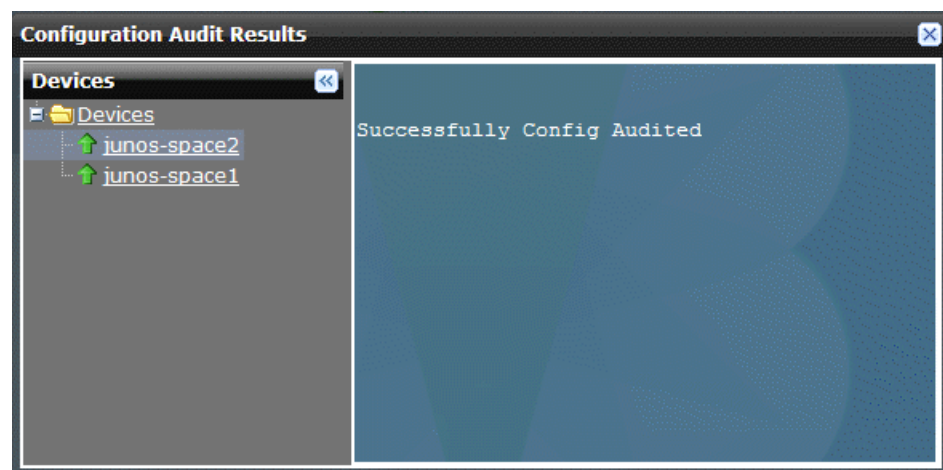 Configuration Audit Results
Devices
Devices
junos-space2
junos-space1
Successfully Config Audited